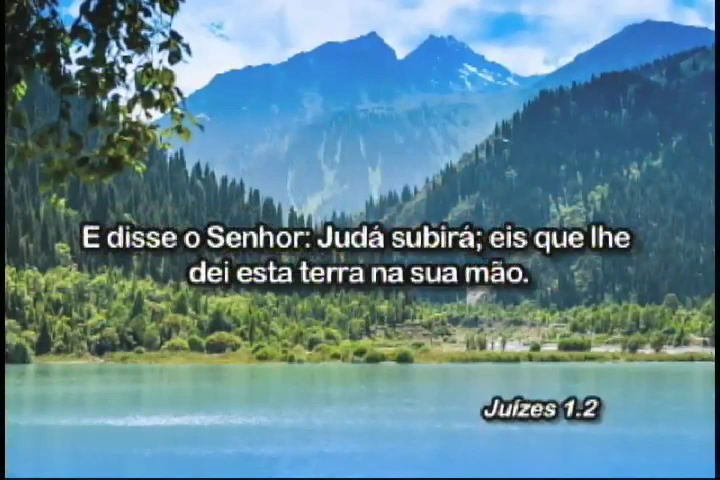 E disse o Senhor: Judá subirá; eis que lhe
dei esta terra na sua mão.
Juízes 1.2